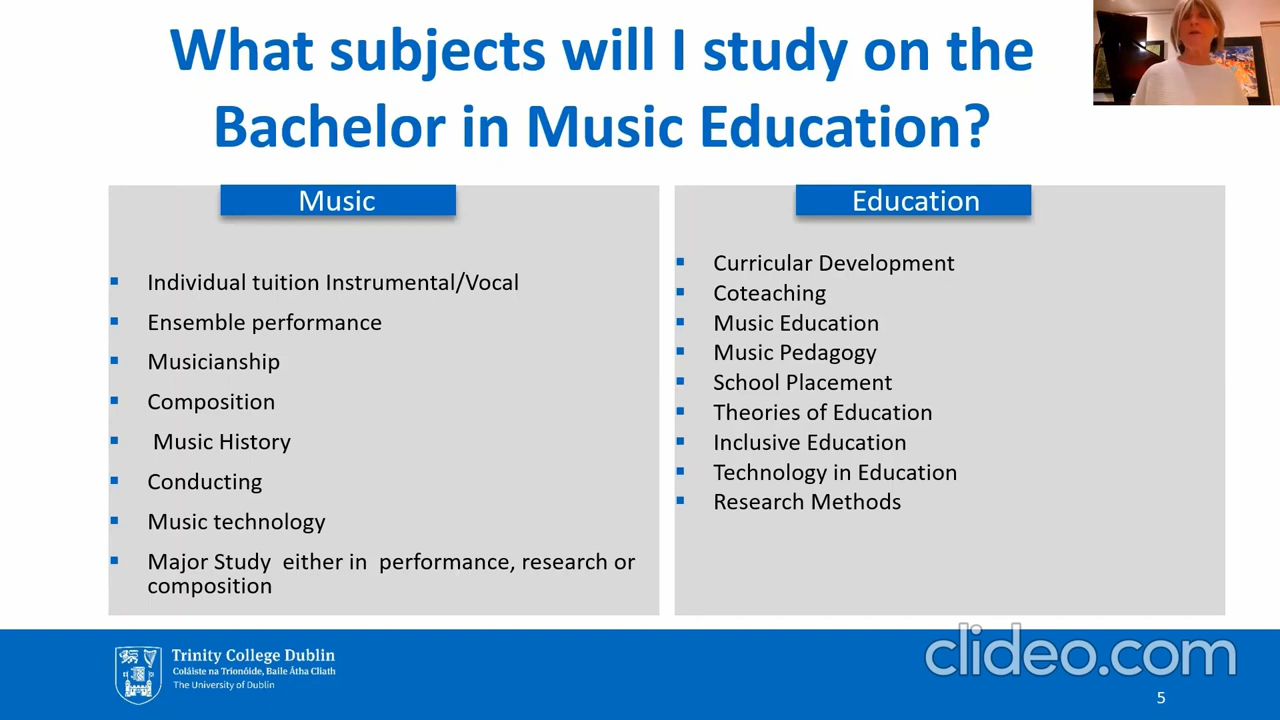 What subjects will I study on the
Bachelor in Music Education?
Music
Individual tuition Instrumental/Vocal
Ensemble performance
Musicianship
Composition
Music History
Conducting
Music technology
Major Study either in performance, research or
composition
Education
Curricular Development
Coteaching
Music Education
Music Pedagogy
School Placement
Theories of Education
Inclusive Education
Technology in Education
Research Methods
Trinity College Dublin
Coláiste na Tríonóide, Baile Átha Cliath
The University of Dublin
clideo.com
5